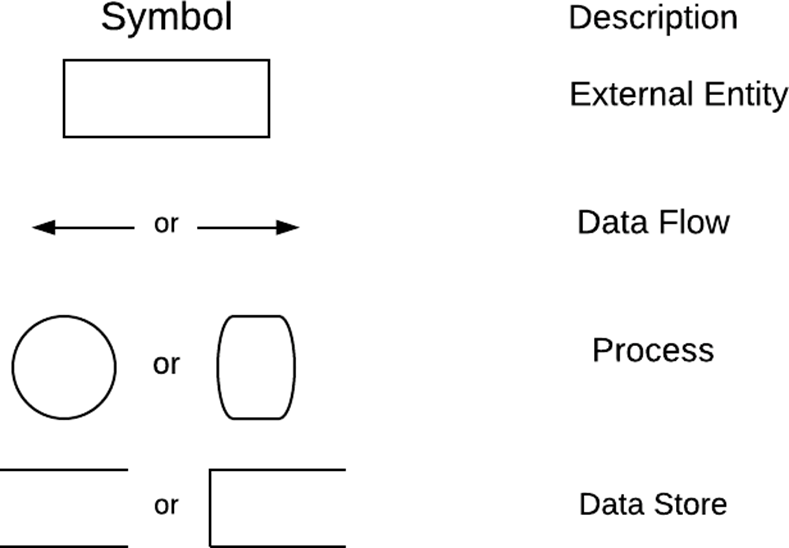 Symbol Description
External Entity
or Data Flow
or Process
or Data Store